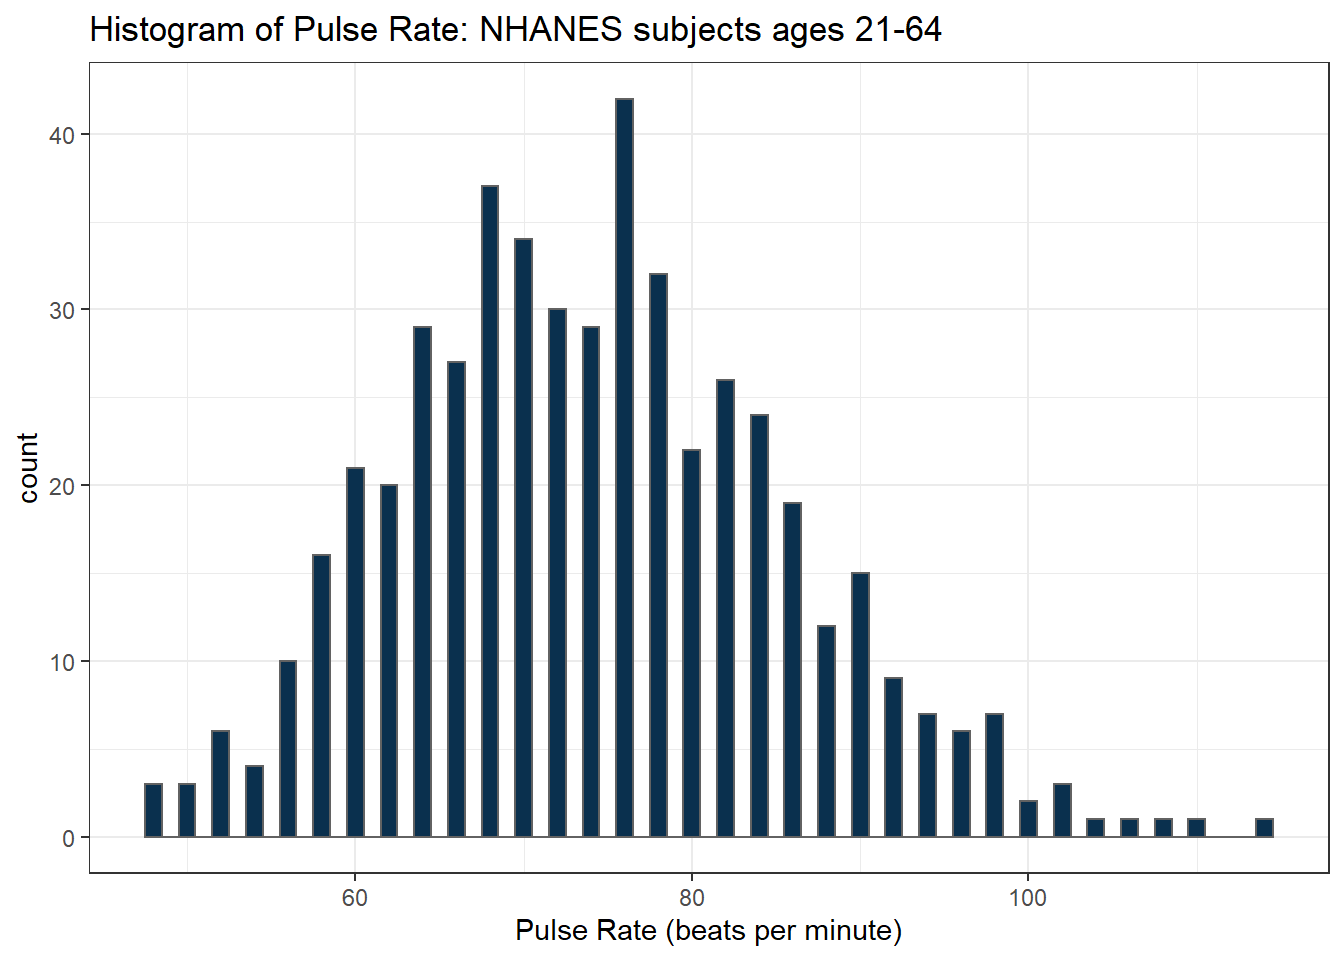 Histogram of Pulse Rate: NHANES subjects ages 21-64
count
40
30
20
10
0
60
80
100
Pulse Rate (beats per minute)